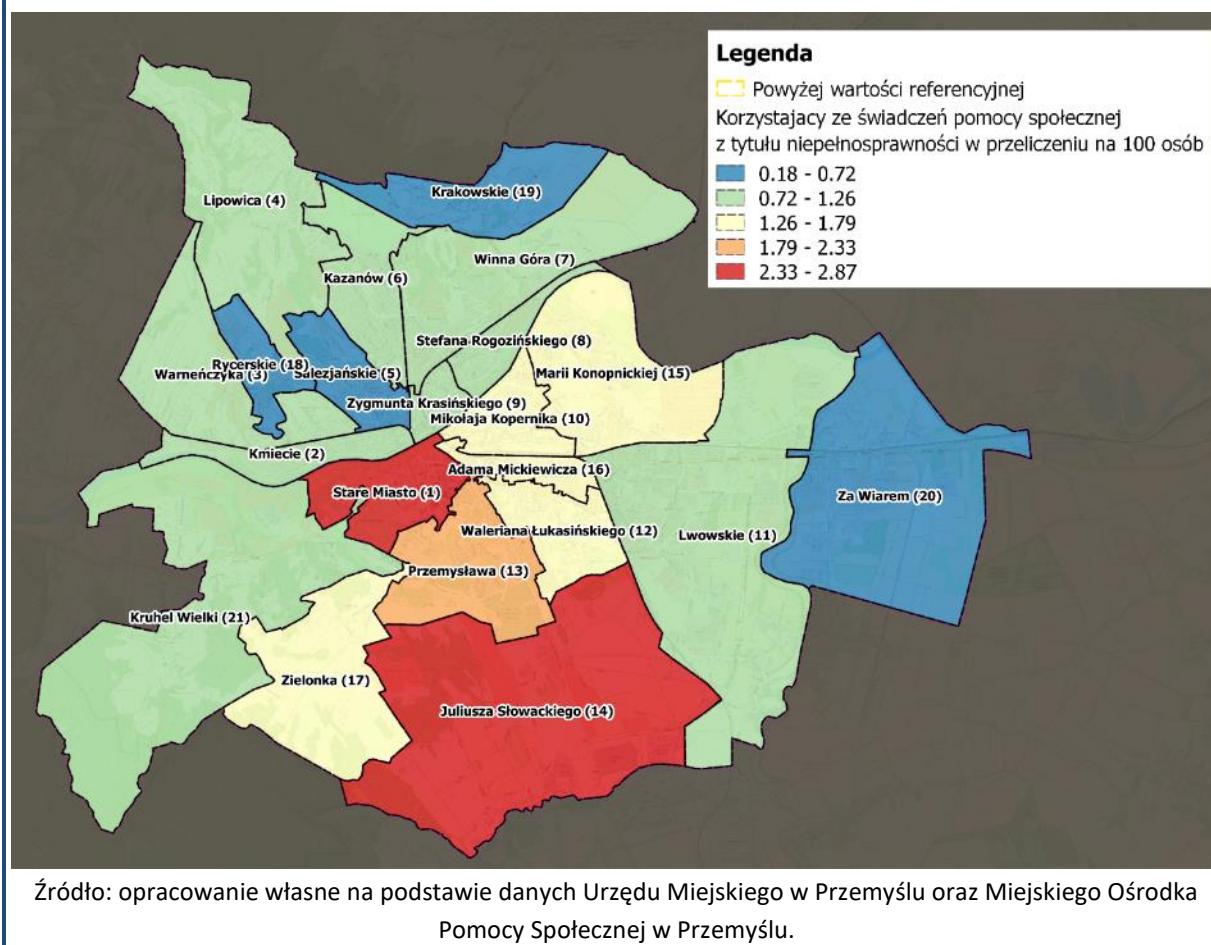 Legenda
Powyżej wartości referencyjnej
Korzystajacy ze świadczeń pomocy społecznej
z tytułu niepełnosprawności w przeliczeniu na 100 osób
0.18 - 0.72
0.72 - 1.26
1.26 - 1.79
1.79 - 2.33
2.33 - 2.87
Krakowskie (19)
Lipowica (4)
Winna Góra (7)
Kazanów (6)
Stefana Rogozińskiego (8)
Rycerskie (18)
Warneńczyka (3)
Salezjańskie (5)
Marii Konopnickiej (15)
Zygmunta Krasińskiego (9)
Mikołaja Kopernika (10)
Kmiecie (2)
Adama Mickiewicza (16)
Stare Miasto (1)
Za Wiarem (20)
Waleriana Łukasińskiego (12)
Lwowskie (11)
Przemysława (13)
Kruhel Wielki (21)
Zielonka (17)
Juliusza Słowackiego (14)
Źródło: opracowanie własne na podstawie danych Urzędu Miejskiego w Przemyślu oraz Miejskiego Ośrodka
Pomocy Społecznej w Przemyślu.